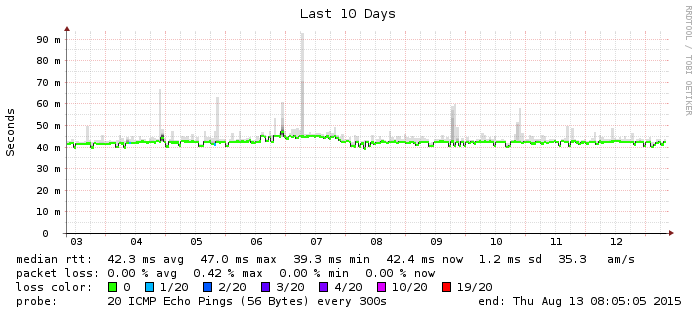 Last 10 Days
RRDTOOL / TOBI OETIKER
Seconds
90 m
80 m
70 m
60 m
50 m
40 m
30 m
20 m
10 m
0
03 04 05 06 07 08 09 10 11 12
median rtt: 42.3 ms avg 47.0 ms max 39.3 ms min 42.4 ms now 1.2 ms sd 35.3 am/s
packet loss: 0.00 % avg 0.42 % max 0.00 % min 0.00 % now
loss color: 0 1/20 2/20 3/20 4/20 10/20 19/20
probe: 20 ICMP Echo Pings (56 Bytes) every 300s end: Thu Aug 13 08:05:05 2015